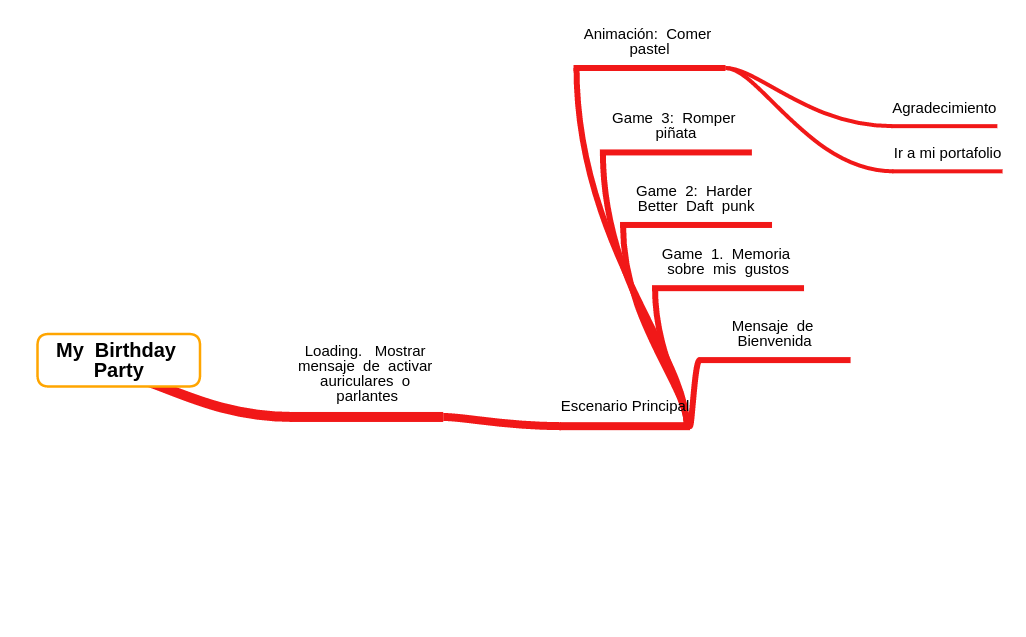 My Birthday
Party
Loading. Mostrar
mensaje de activar
auriculares o
parlantes
Escenario Principal
Animación: Comer
pastel
Agradecimiento
Ir a mi portafolio
Game 3: Romper
piñata
Game 2: Harder
Better Daft punk
Game 1. Memoria
sobre mis gustos
Mensaje de
Bienvenida